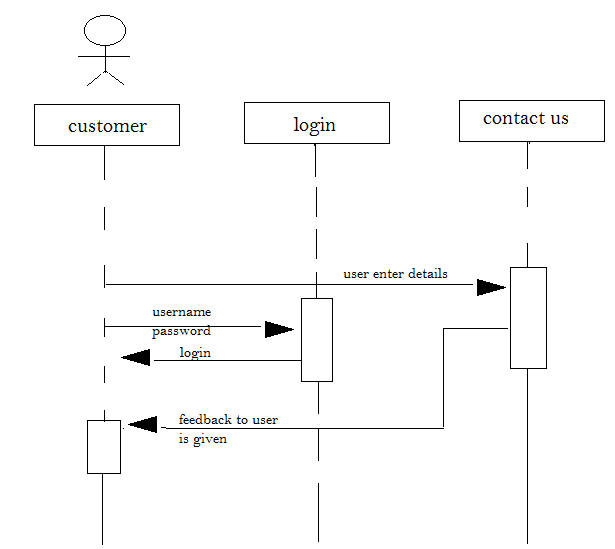 customer
login
contact us
user enter details
username
password
login
feedback to user
is given